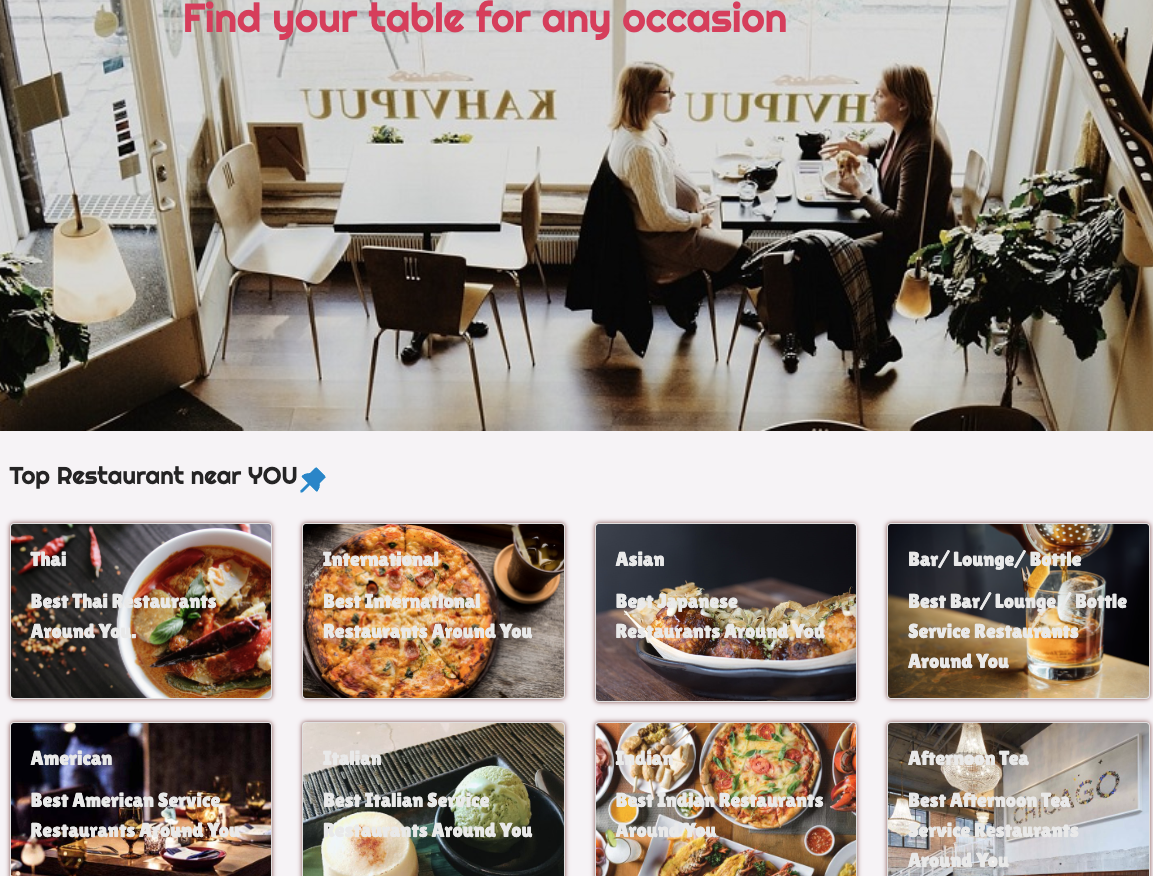 Find your table for any occasion
KAHVIPUU
KAHVIPUU
Top Restaurant near YOU
Thai
Best Thai Restaurants
Around You.
International
Best International
Restaurants Around You
Asian
Best Japanese
Restaurants Around You
Bar/ Lounge/ Bottle
Best Bar/ Lounge/ Bottle
Service Restaurants
Around You
American
Best American Service
Restaurants Around You
Italian
Best Italian Service
Restaurants Around You
Indian
Best Indian Restaurants
Around You
Afternoon Tea
Best Afternoon Tea
Service Restaurants
Around You
CHICAGO